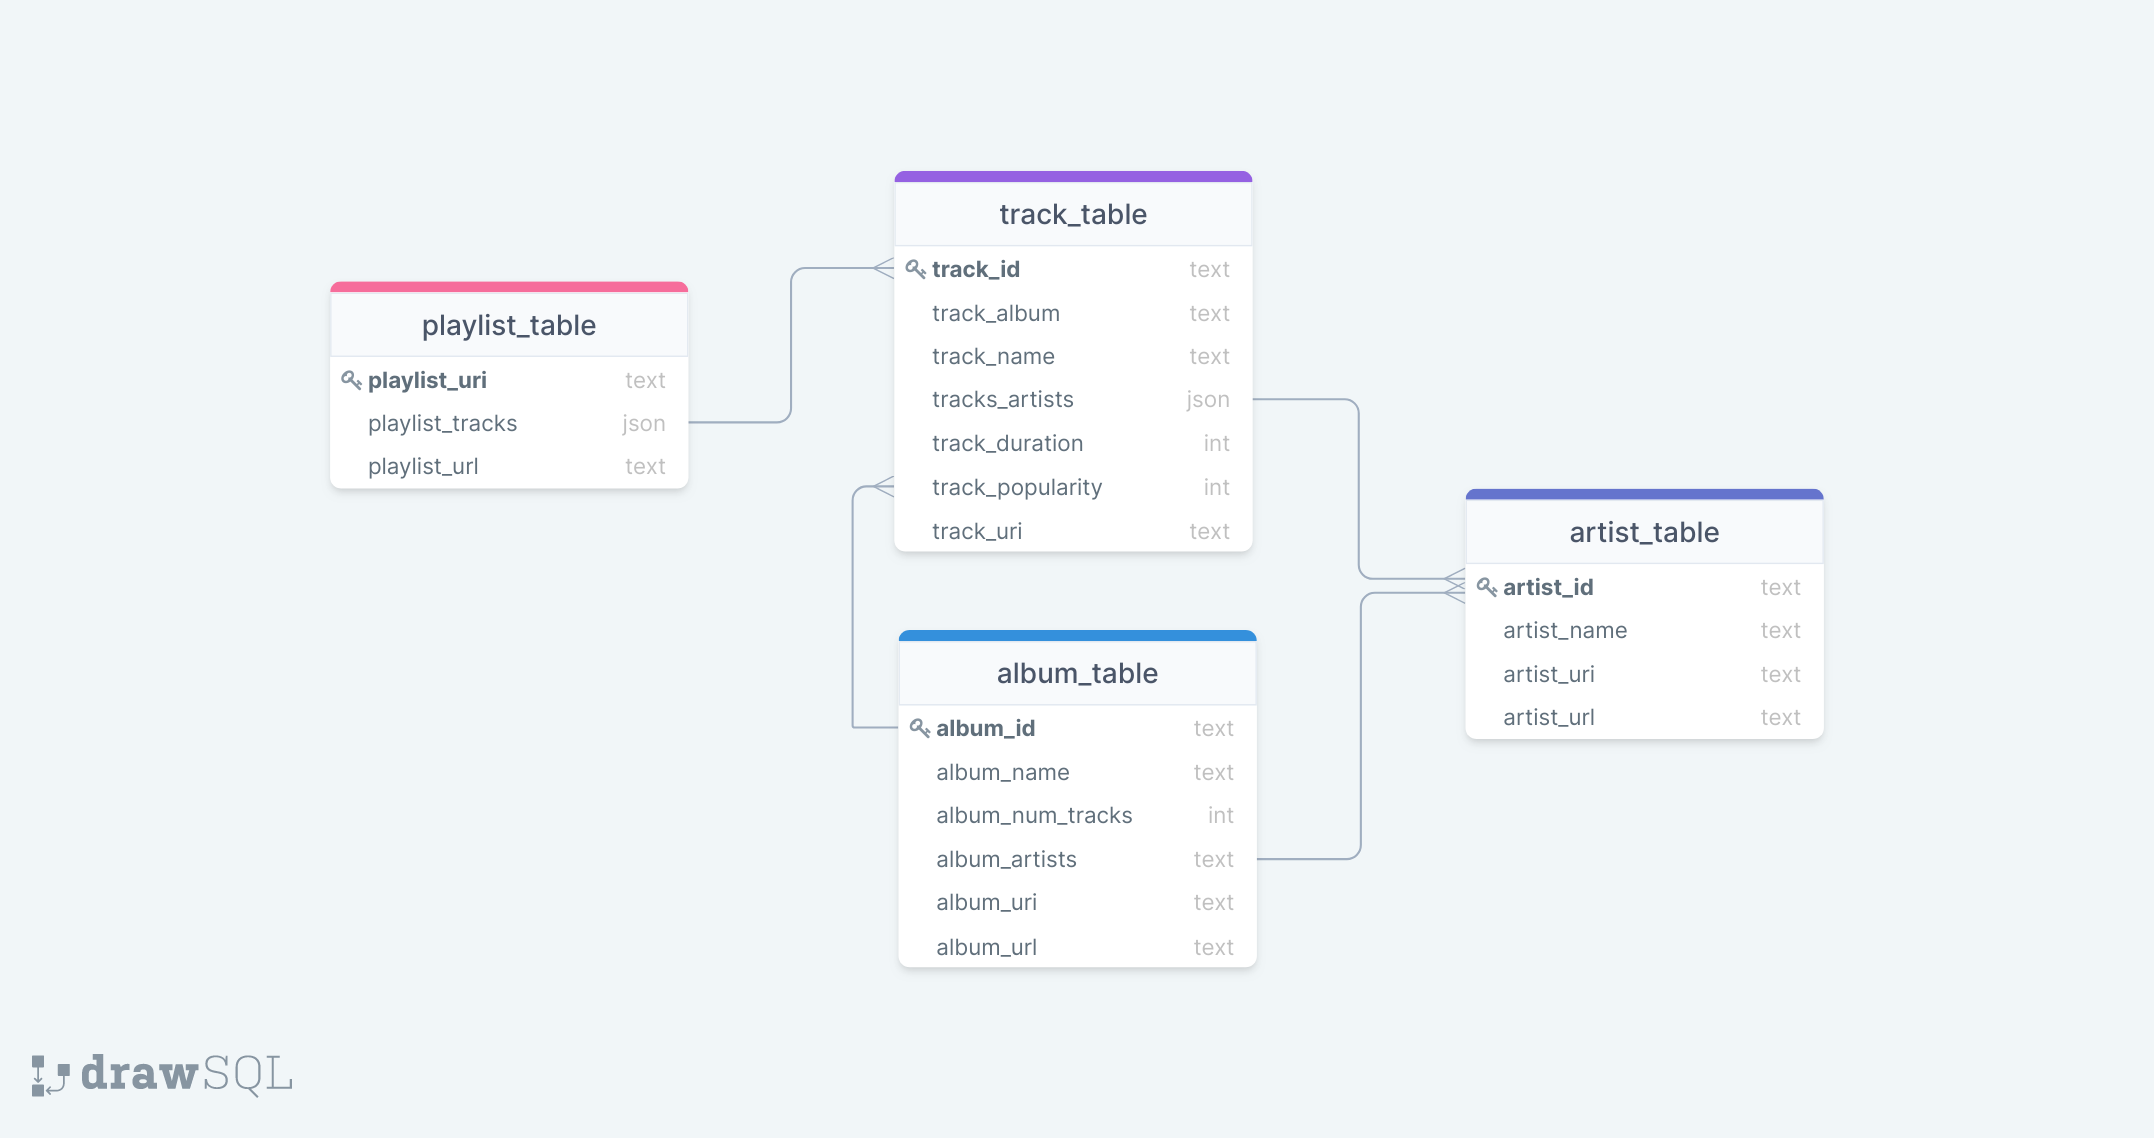 playlist_table
playlist_uri text
playlist_tracks json
playlist_url text
track_table
track_id text
track_album text
track_name text
tracks_artists json
track_duration int
track_popularity int
track_uri text
album_table
album_id text
album_name text
album_num_tracks int
album_artists text
album_uri text
album_url text
artist_table
artist_id text
artist_name text
artist_uri text
artist_url text
drawSQL